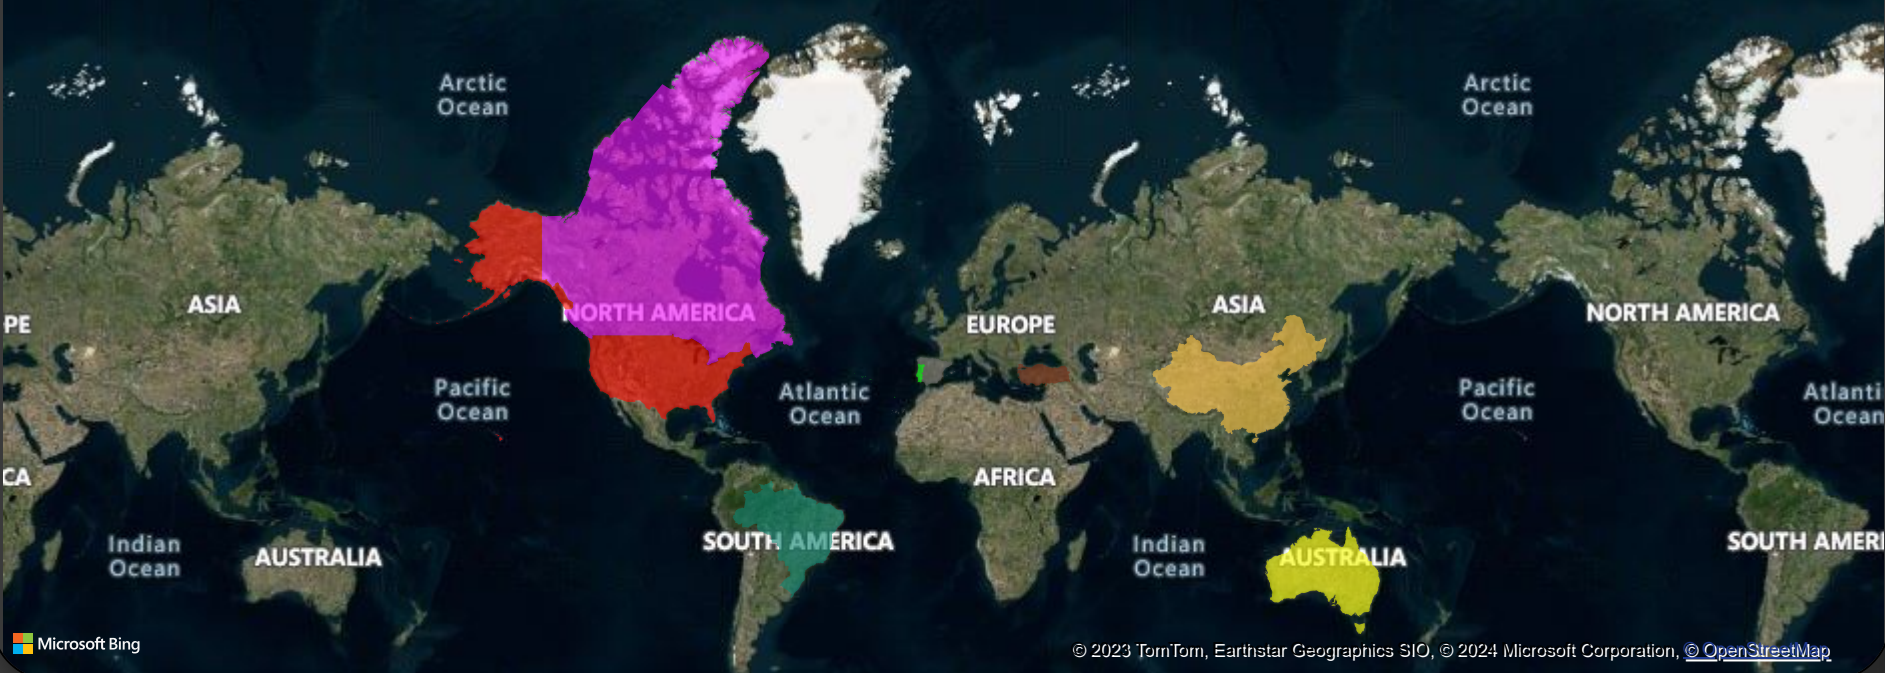 Arctic
Ocean
Arctic
Ocean
ASIA
NORTH AMERICA
PE
EUROPE
ASIA
NORTH AMERICA
Pacific
Ocean
Atlantic
Ocean
Pacific
Ocean
Atlanti
Ocean
CA
AFRICA
Indian
Ocean
AUSTRALIA
SOUTH AMERICA
Indian
Ocean
AUSTRALIA
SOUTH AMERI
Microsoft Bing
© 2023 TomTom, Earthstar Geographics SIO, © 2024 Microsoft Corporation, © OpenStreetMap